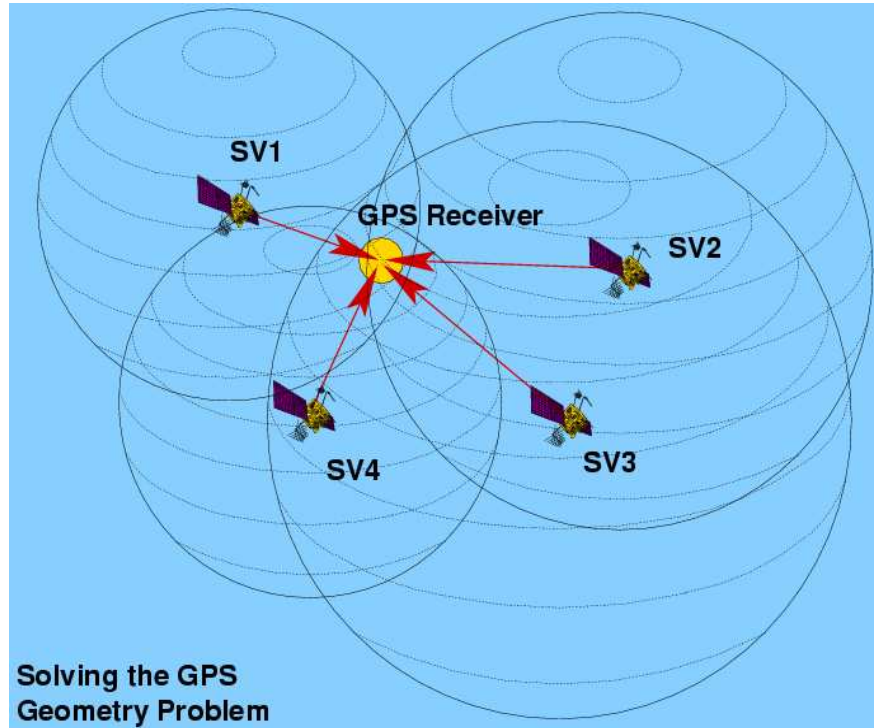 SV1
GPS Receiver
SV2
SV4
SV3
Solving the GPS
Geometry Problem